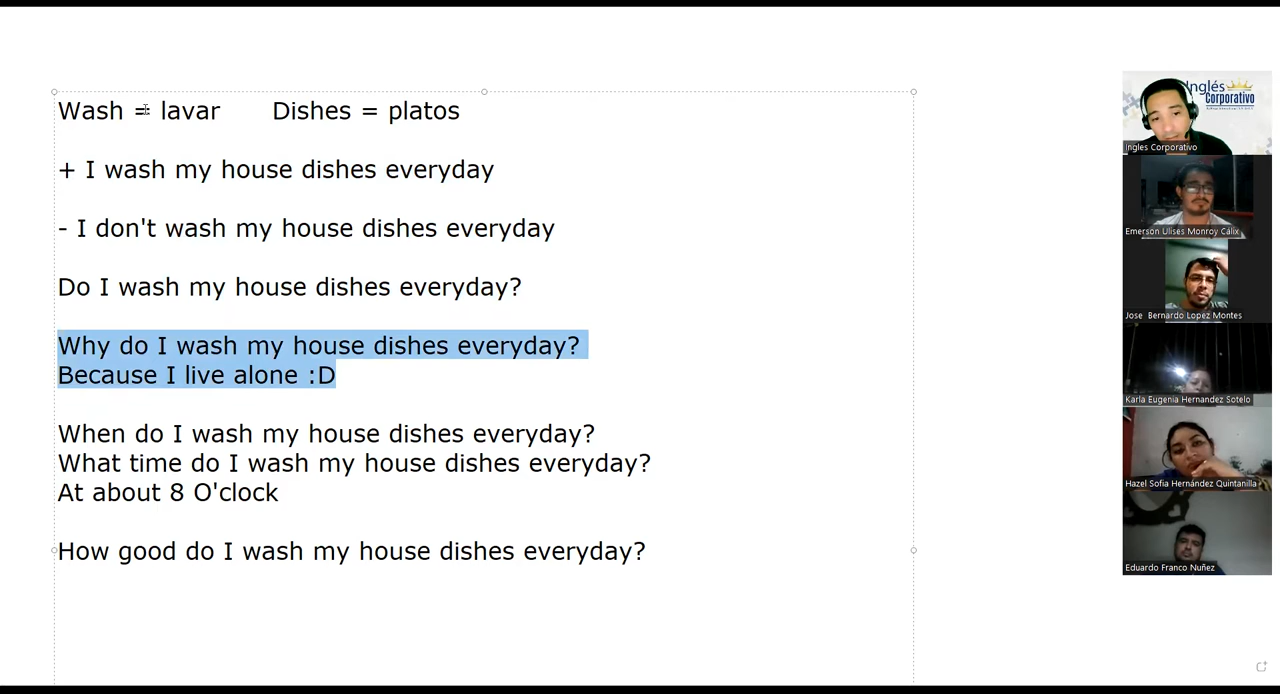 Wash = lavar Dishes = platos
+ I wash my house dishes everyday
- I don't wash my house dishes everyday
Do I wash my house dishes everyday?
Why do I wash my house dishes everyday?
Because I live alone :D
When do I wash my house dishes everyday?
What time do I wash my house dishes everyday?
At about 8 O'clock
How good do I wash my house dishes everyday?
Inglés
Corporativo
Ingles Corporativo
Emerson Ulises Monroy Cálix
Jose Bernardo Lopez Montes
Karla Eugenia Hernandez Sotelo
Hazel Sofia Hernández Quintanilla
Eduardo Franco Nuñez